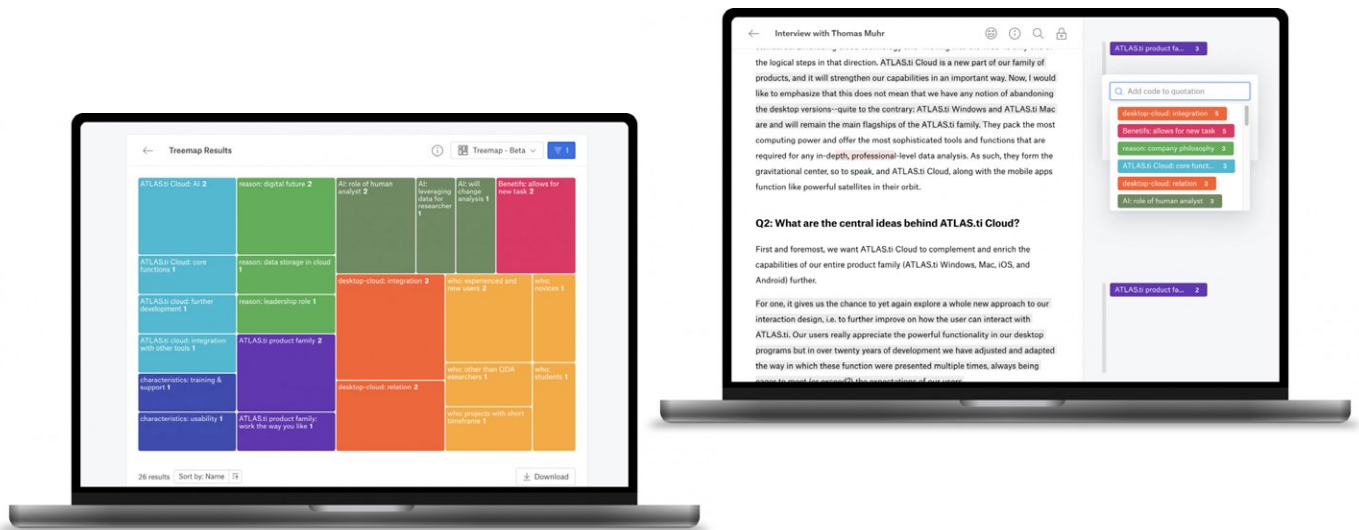 Treemap Results
Treemap - Beta
1
ATLAS.ti Cloud: AI 2
reason: digital future 2
AI: role of human
analyst 2
AI:
leveraging
data for
researcher
1
AI: will
change
analysis 1
Benetifs: allows for
new task 2
ATLAS.ti Cloud: core
functions 1
reason: data storage in cloud
1
desktop-cloud: integration 3
who: experienced and
new users 2
who:
novices 1
ATLAS.ti cloud: further
development 1
reason: leadership role 1
ATLAS.ti cloud: integration
with other tools 1
ATLAS.ti product family 2
who: other than QDA
esearchers 1
who:
students 1
characteristics: training &
support 1
desktop-cloud: relation 2
characteristics: usability 1
ATLAS.ti product family:
work the way you like 1
who: projects with short
timeframe 1
26 results
Sort by: Name
Download
Interview with Thomas Muhr
the logical steps in that direction. ATLAS.ti Cloud is a new part of our family of
products, and it will strengthen our capabilities in an important way. Now, I would
like to emphasize that this does not mean that we have any notion of abandoning
the desktop versions--quite to the contrary: ATLAS.ti Windows and ATLAS.ti Mac
are and will remain the main flagships of the ATLAS.ti family. They pack the most
computing power and offer the most sophisticated tools and functions that are
required for any in-depth, professional-level data analysis. As such, they form the
gravitational center, so to speak, and ATLAS.ti Cloud, along with the mobile apps
function like powerful satellites in their orbit.
Q2: What are the central ideas behind ATLAS.ti Cloud?
First and foremost, we want ATLAS.ti Cloud to complement and enrich the
capabilities of our entire product family (ATLAS.ti Windows, Mac, iOS, and
Android) further.
For one, it gives us the chance to yet again explore a whole new approach to our
interaction design, i.e. to further improve on how the user can interact with
ATLAS.ti. Our users really appreciate the powerful functionality in our desktop
programs but in over twenty years of development we have adjusted and adapted
the way in which these function were presented multiple times, always being
eager to meet (or exceed?) the expectations of our users
ATLAS.ti product fa... 3
Add code to quotation
desktop-cloud: integration 5
Benetifs: allows for new task 5
reason: company philosophy 3
ATLAS.ti Cloud: core funct... 3
desktop-cloud: relation 3
AI: role of human analyst 3
ATLAS.ti product fa... 2